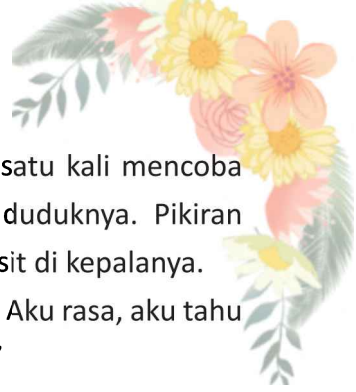 satu kali mencoba
duduknya. Pikiran
sit di kepalanya.
Aku rasa, aku tahu